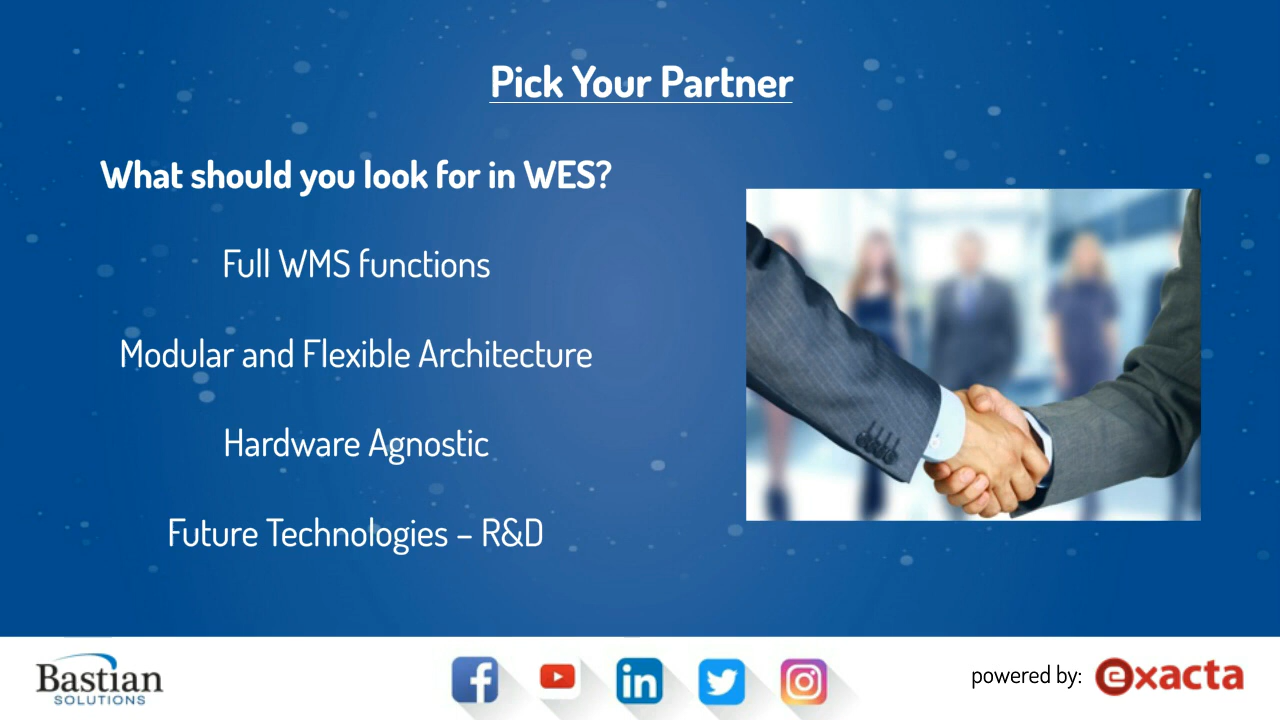 Pick Your Partner
What should you look for in WES?
Full WMS functions
Modular and Flexible Architecture
Hardware Agnostic
Future Technologies – R&D
Bastian
SOLUTIONS
powered by:
exacta